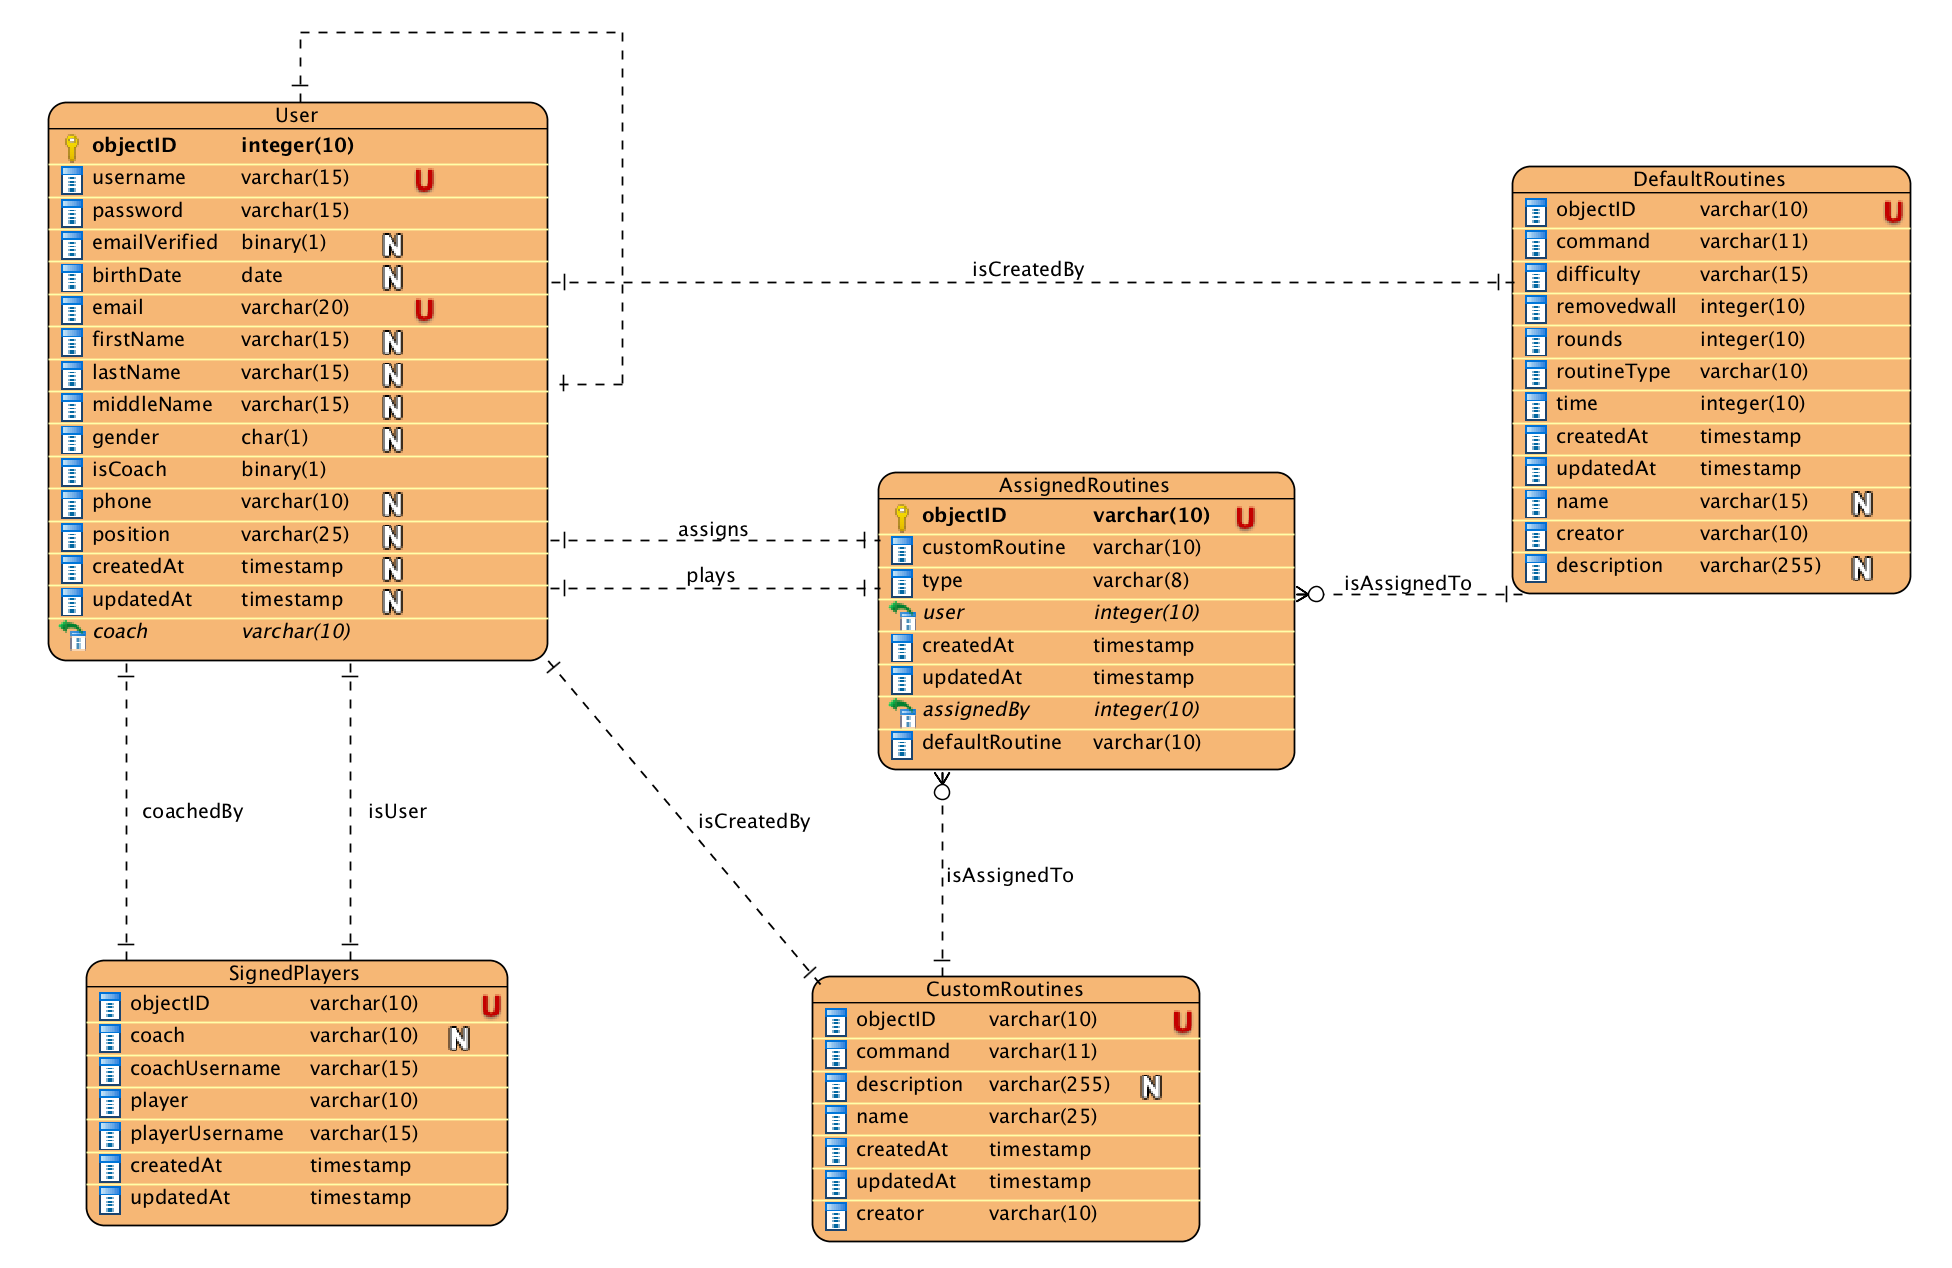 User
objectID integer(10)
username varchar(15) U
password varchar(15)
emailVerified binary(1) N
birthDate date N
email varchar(20) U
firstName varchar(15) N
lastName varchar(15) N
middleName varchar(15) N
gender char(1) N
isCoach binary(1)
phone varchar(10) N
position varchar(25) N
createdAt timestamp N
updatedAt timestamp N
coach varchar(10)
isCreatedBy
DefaultRoutines
objectID varchar(10) U
command varchar(11)
difficulty varchar(15)
removedwall integer(10)
rounds integer(10)
routineType varchar(10)
time integer(10)
createdAt timestamp
updatedAt timestamp
name varchar(15) N
creator varchar(10)
description varchar(255) N
assigns
plays
AssignedRoutines
objectID varchar(10) U
customRoutine varchar(10)
type varchar(8)
user integer(10)
createdAt timestamp
updatedAt timestamp
assignedBy integer(10)
defaultRoutine varchar(10)
isAssignedTo
coachedBy
isUser
isCreatedBy
isAssignedTo
SignedPlayers
objectID varchar(10) U
coach varchar(10) N
coachUsername varchar(15)
player varchar(10)
playerUsername varchar(15)
createdAt timestamp
updatedAt timestamp
CustomRoutines
objectID varchar(10) U
command varchar(11)
description varchar(255) N
name varchar(25)
createdAt timestamp
updatedAt timestamp
creator varchar(10)